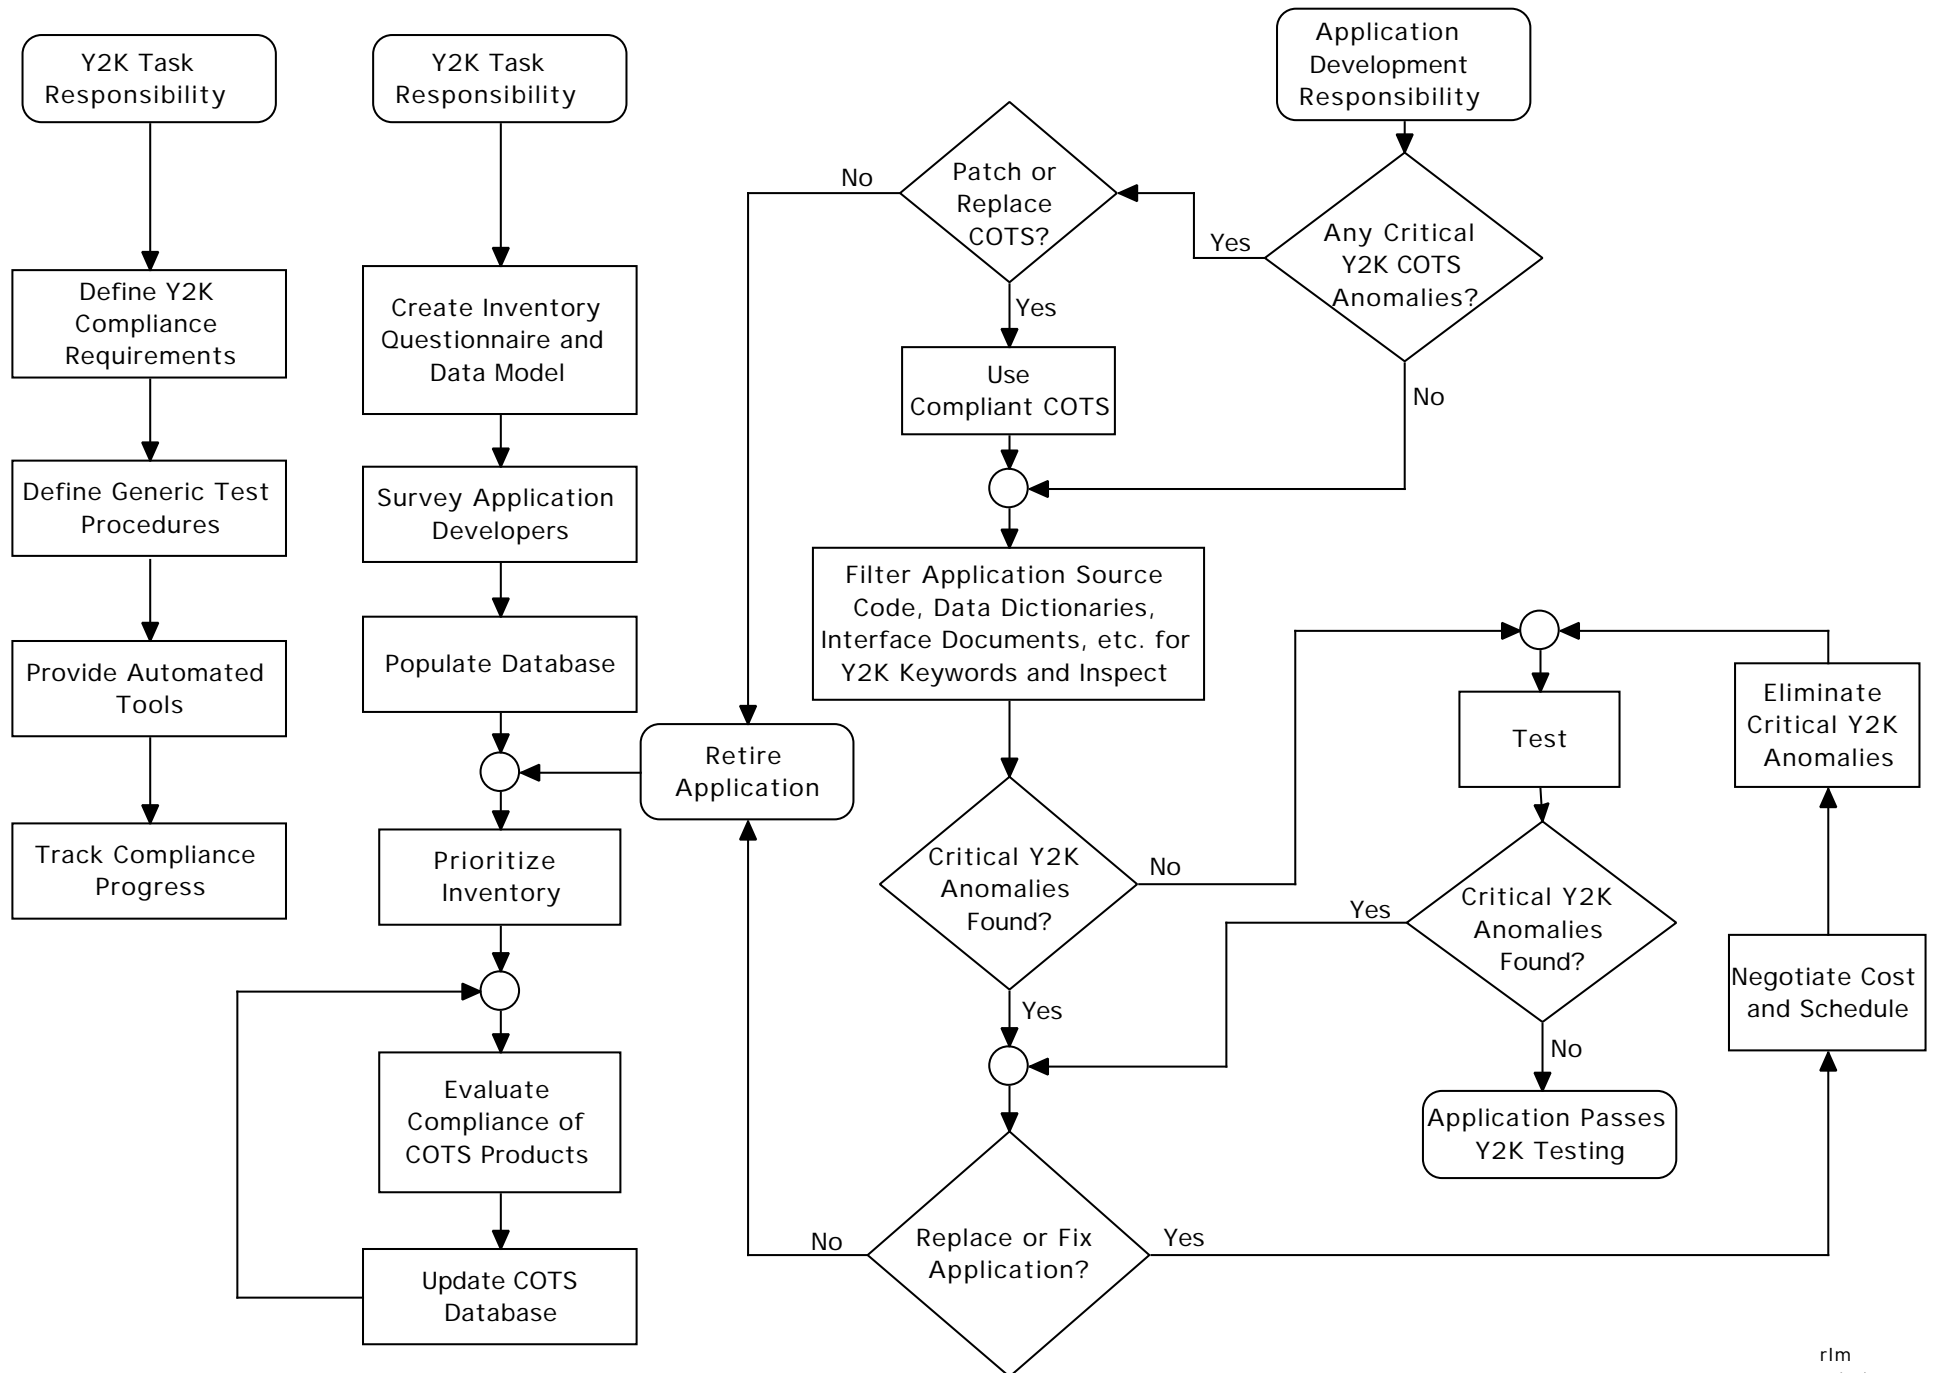 Y2K Task
Responsibility
Define Y2K
Compliance
Requirements
Define Generic Test
Procedures
Provide Automated
Tools
Track Compliance
Progress
Y2K Task
Responsibility
Create Inventory
Questionnaire and
Data Model
Survey Application
Developers
Populate Database
Prioritize
Inventory
Evaluate
Compliance of
COTS Products
Update COTS
Database
Application
Development
Responsibility
Any Critical
Y2K COTS
Anomalies?
Yes
No
Patch or
Replace
COTS?
No
Yes
Use
Compliant COTS
Filter Application Source
Code, Data Dictionaries,
Interface Documents, etc. for
Y2K Keywords and Inspect
Retire
Application
Critical Y2K
Anomalies
Found?
No
Yes
Replace or Fix
Application?
No
Yes
Test
Critical Y2K
Anomalies
Found?
Yes
No
Application Passes
Y2K Testing
Eliminate
Critical Y2K
Anomalies
Negotiate Cost
and Schedule
rlm